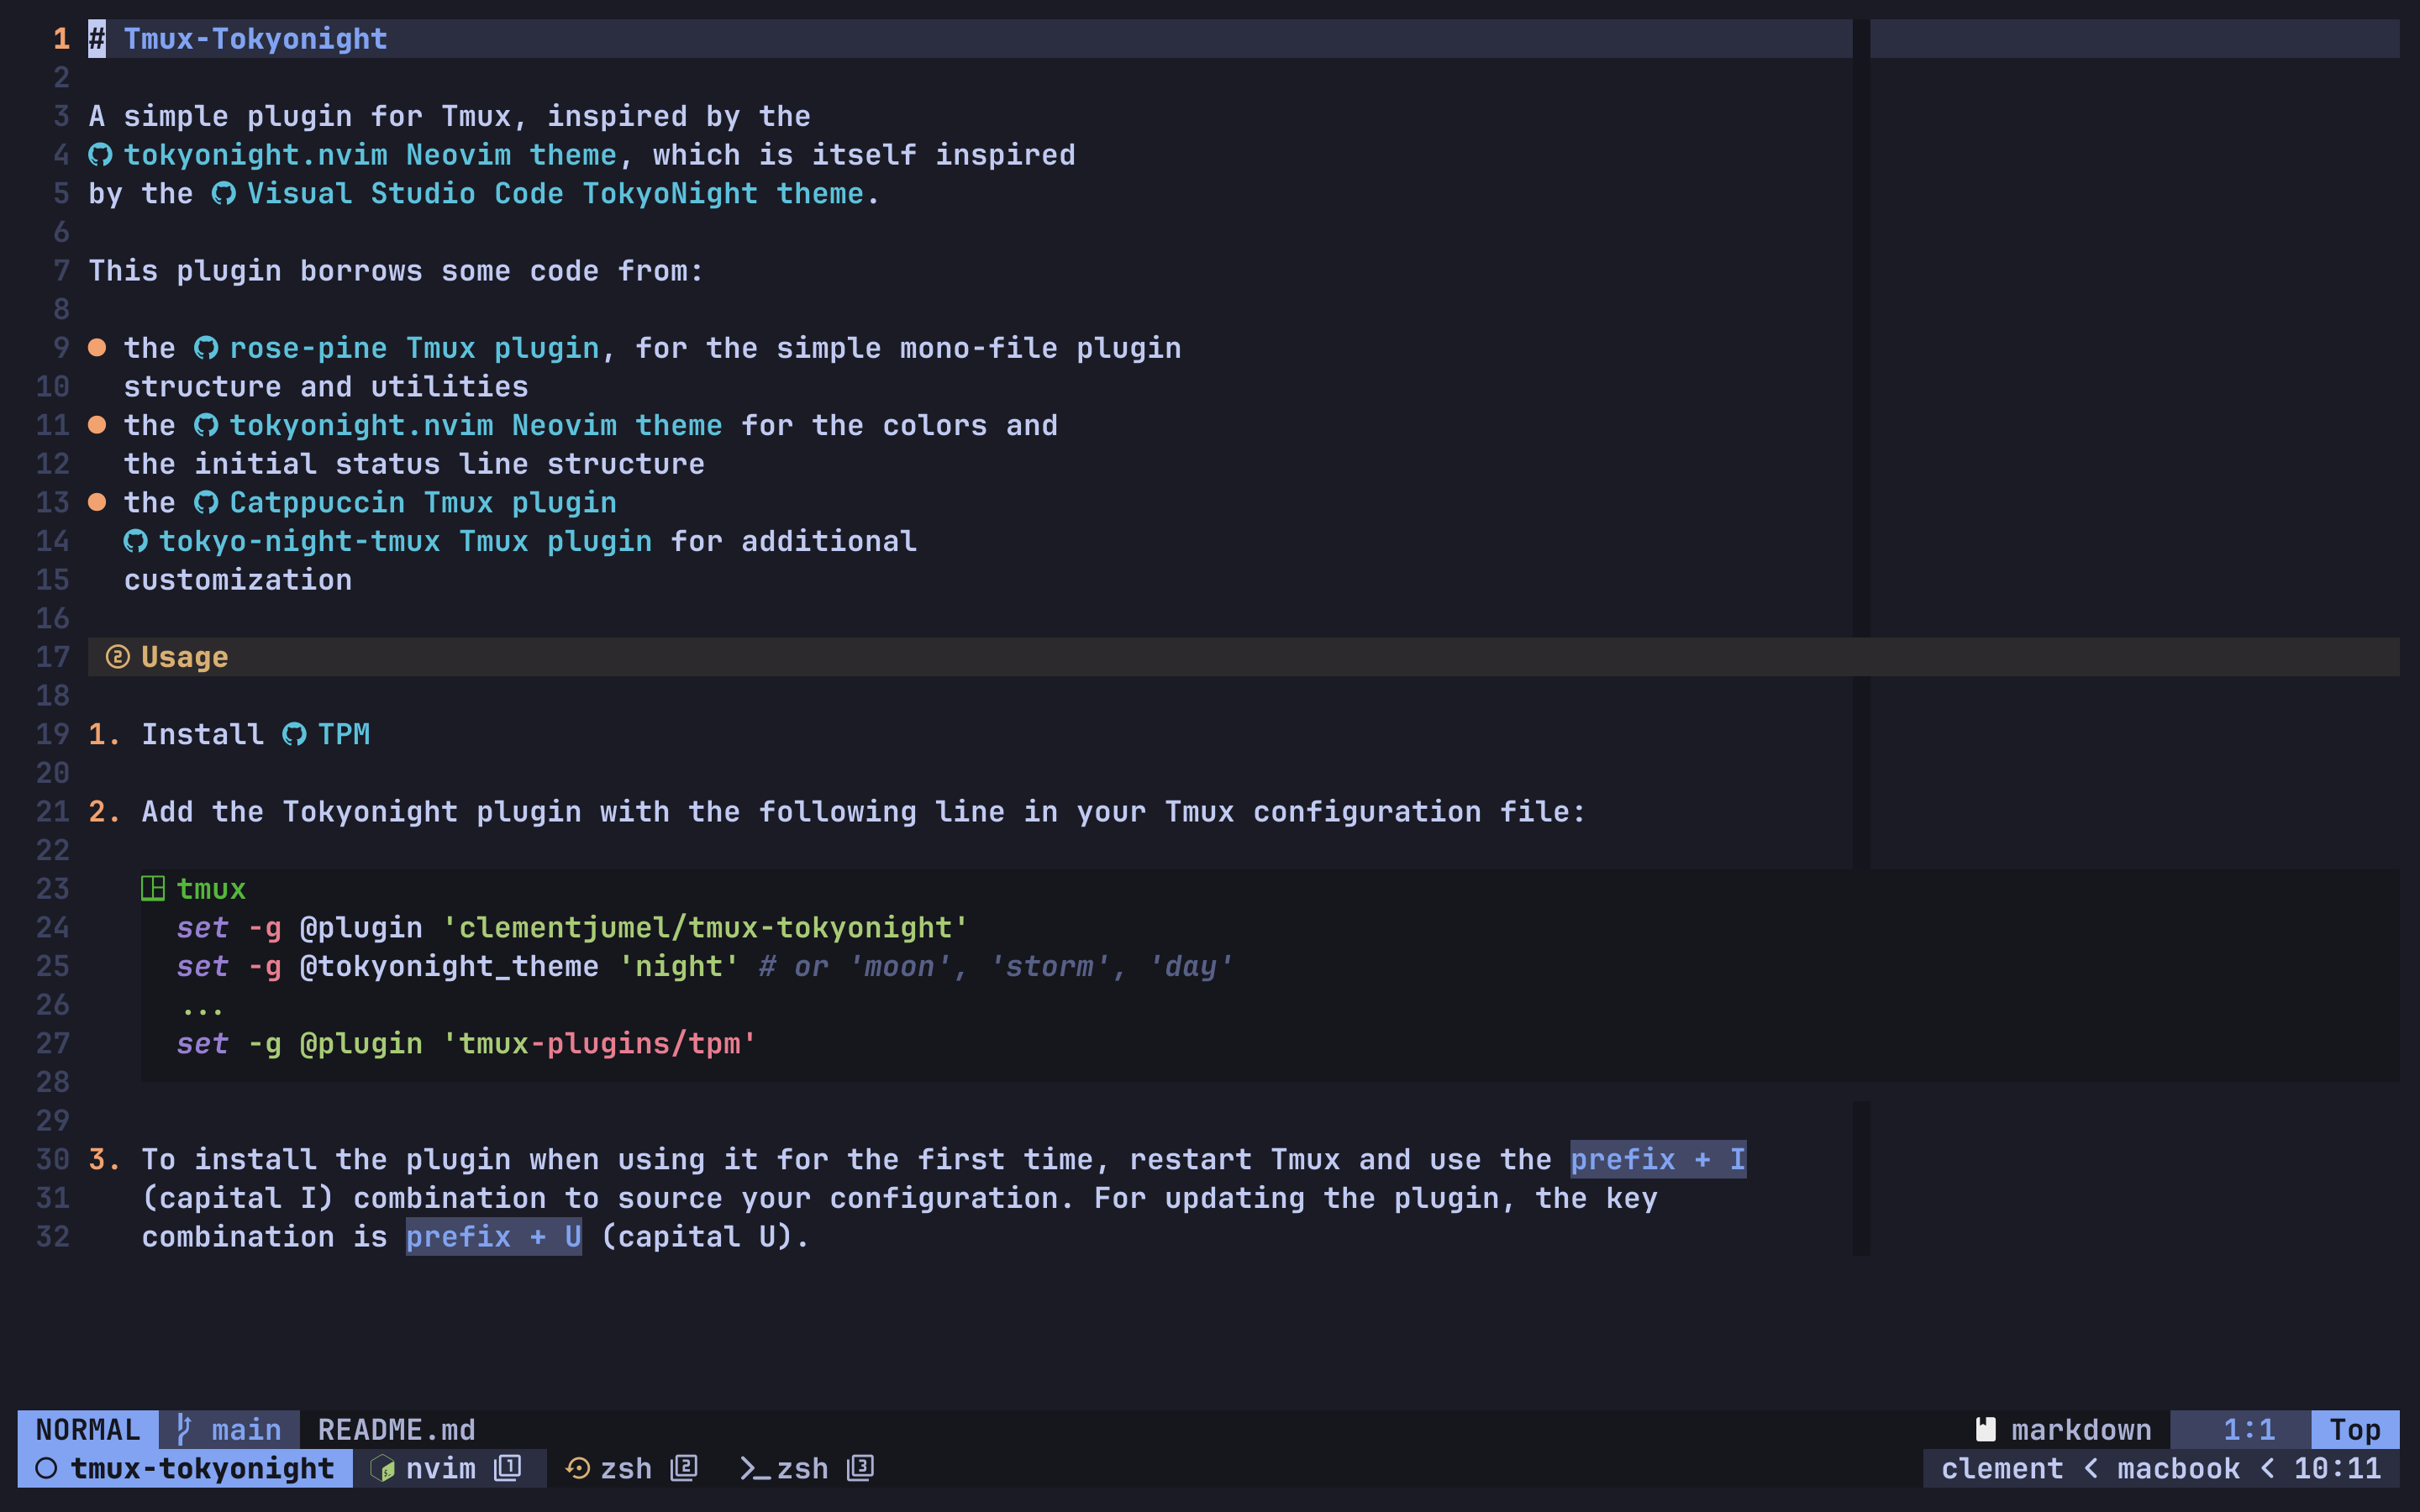 1 # Tmux-Tokyonight
2
3 A simple plugin for Tmux, inspired by the
4 tokyonight.nvim Neovim theme, which is itself inspired
5 by the Visual Studio Code TokyoNight theme.
6
7 This plugin borrows some code from:
8
9 ● the rose-pine Tmux plugin, for the simple mono-file plugin
10 structure and utilities
11 ● the tokyonight.nvim Neovim theme for the colors and
12 the initial status line structure
13 ● the Catppuccin Tmux plugin
14 tokyo-night-tmux Tmux plugin for additional
15 customization
16
17 ② Usage
18
19 1. Install TPM
20
21 2. Add the Tokyonight plugin with the following line in your Tmux configuration file:
22
23 tmux
24 set -g @plugin 'clementjumel/tmux-tokyonight'
25 set -g @tokyonight_theme 'night' # or 'moon', 'storm', 'day'
26 ...
27 set -g @plugin 'tmux-plugins/tpm'
28
29
30 3. To install the plugin when using it for the first time, restart Tmux and use the prefix + I
31 (capital I) combination to source your configuration. For updating the plugin, the key
32 combination is prefix + U (capital U).
NORMAL main README.md markdown 1:1 Top
tmux-tokyonight nvim 1 zsh 2 >_ zsh 3 clement < macbook < 10:11